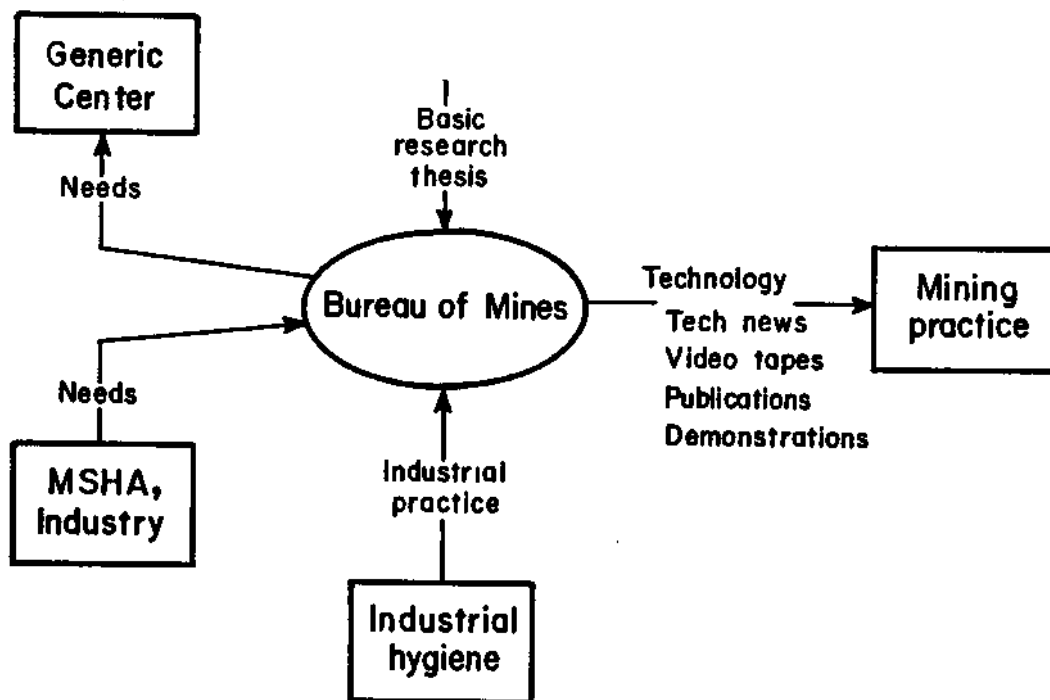 Generic
Center
Basic
research
thesis
Needs
Bureau of Mines
Technology
Tech news
Video tapes
Publications
Demonstrations
Mining
practice
Needs
MSHA,
Industry
Industrial
practice
Industrial
hygiene